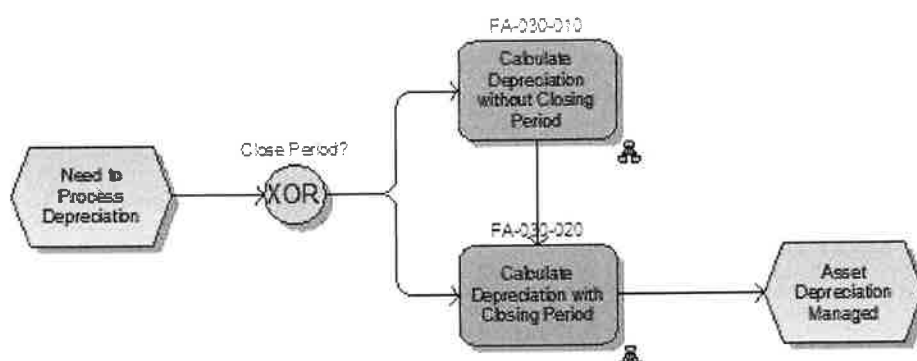 FA-030-010
Calculate
Depreciation
without Closing
Period
Close Period?
Need to
Process
Depreciation
XOR
FA-030-020
Calculate
Depreciation with
Closing Period
Asset
Depreciation
Managed